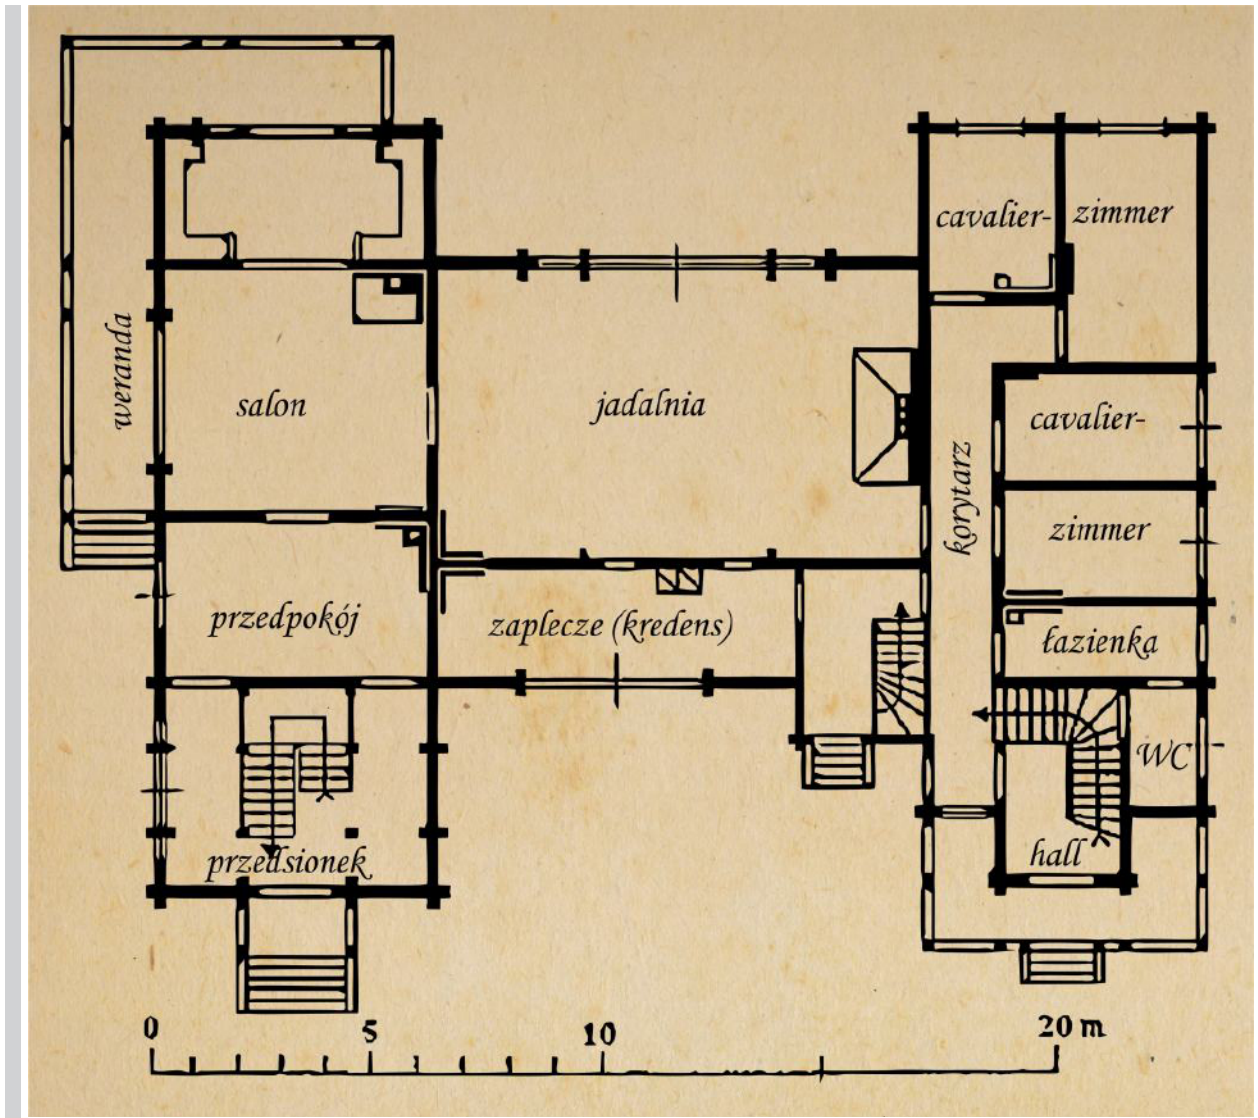 cavalier-
zimmer
weranda
salon
jadalnia
cavalier-
korytarz
zimmer
przedpokój
zaplecze (kredens)
łazienka
WC
przedsionek
hall
0 5 10 20 m